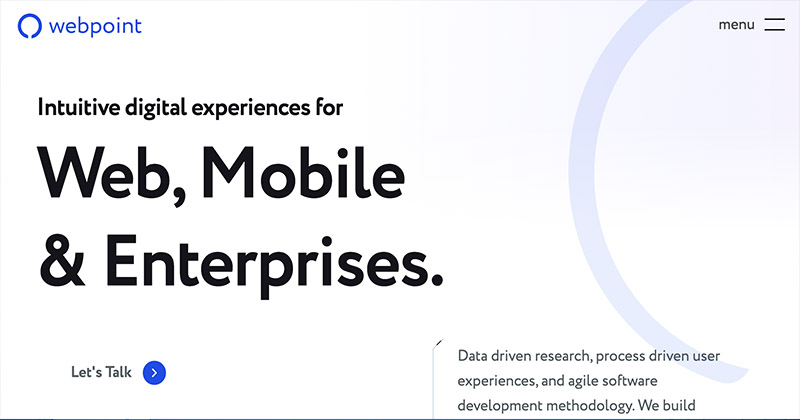 webpoint
menu
Intuitive digital experiences for
Web, Mobile
& Enterprises.
Let's Talk
Data driven research, process driven user
experiences, and agile software
development methodology. We build